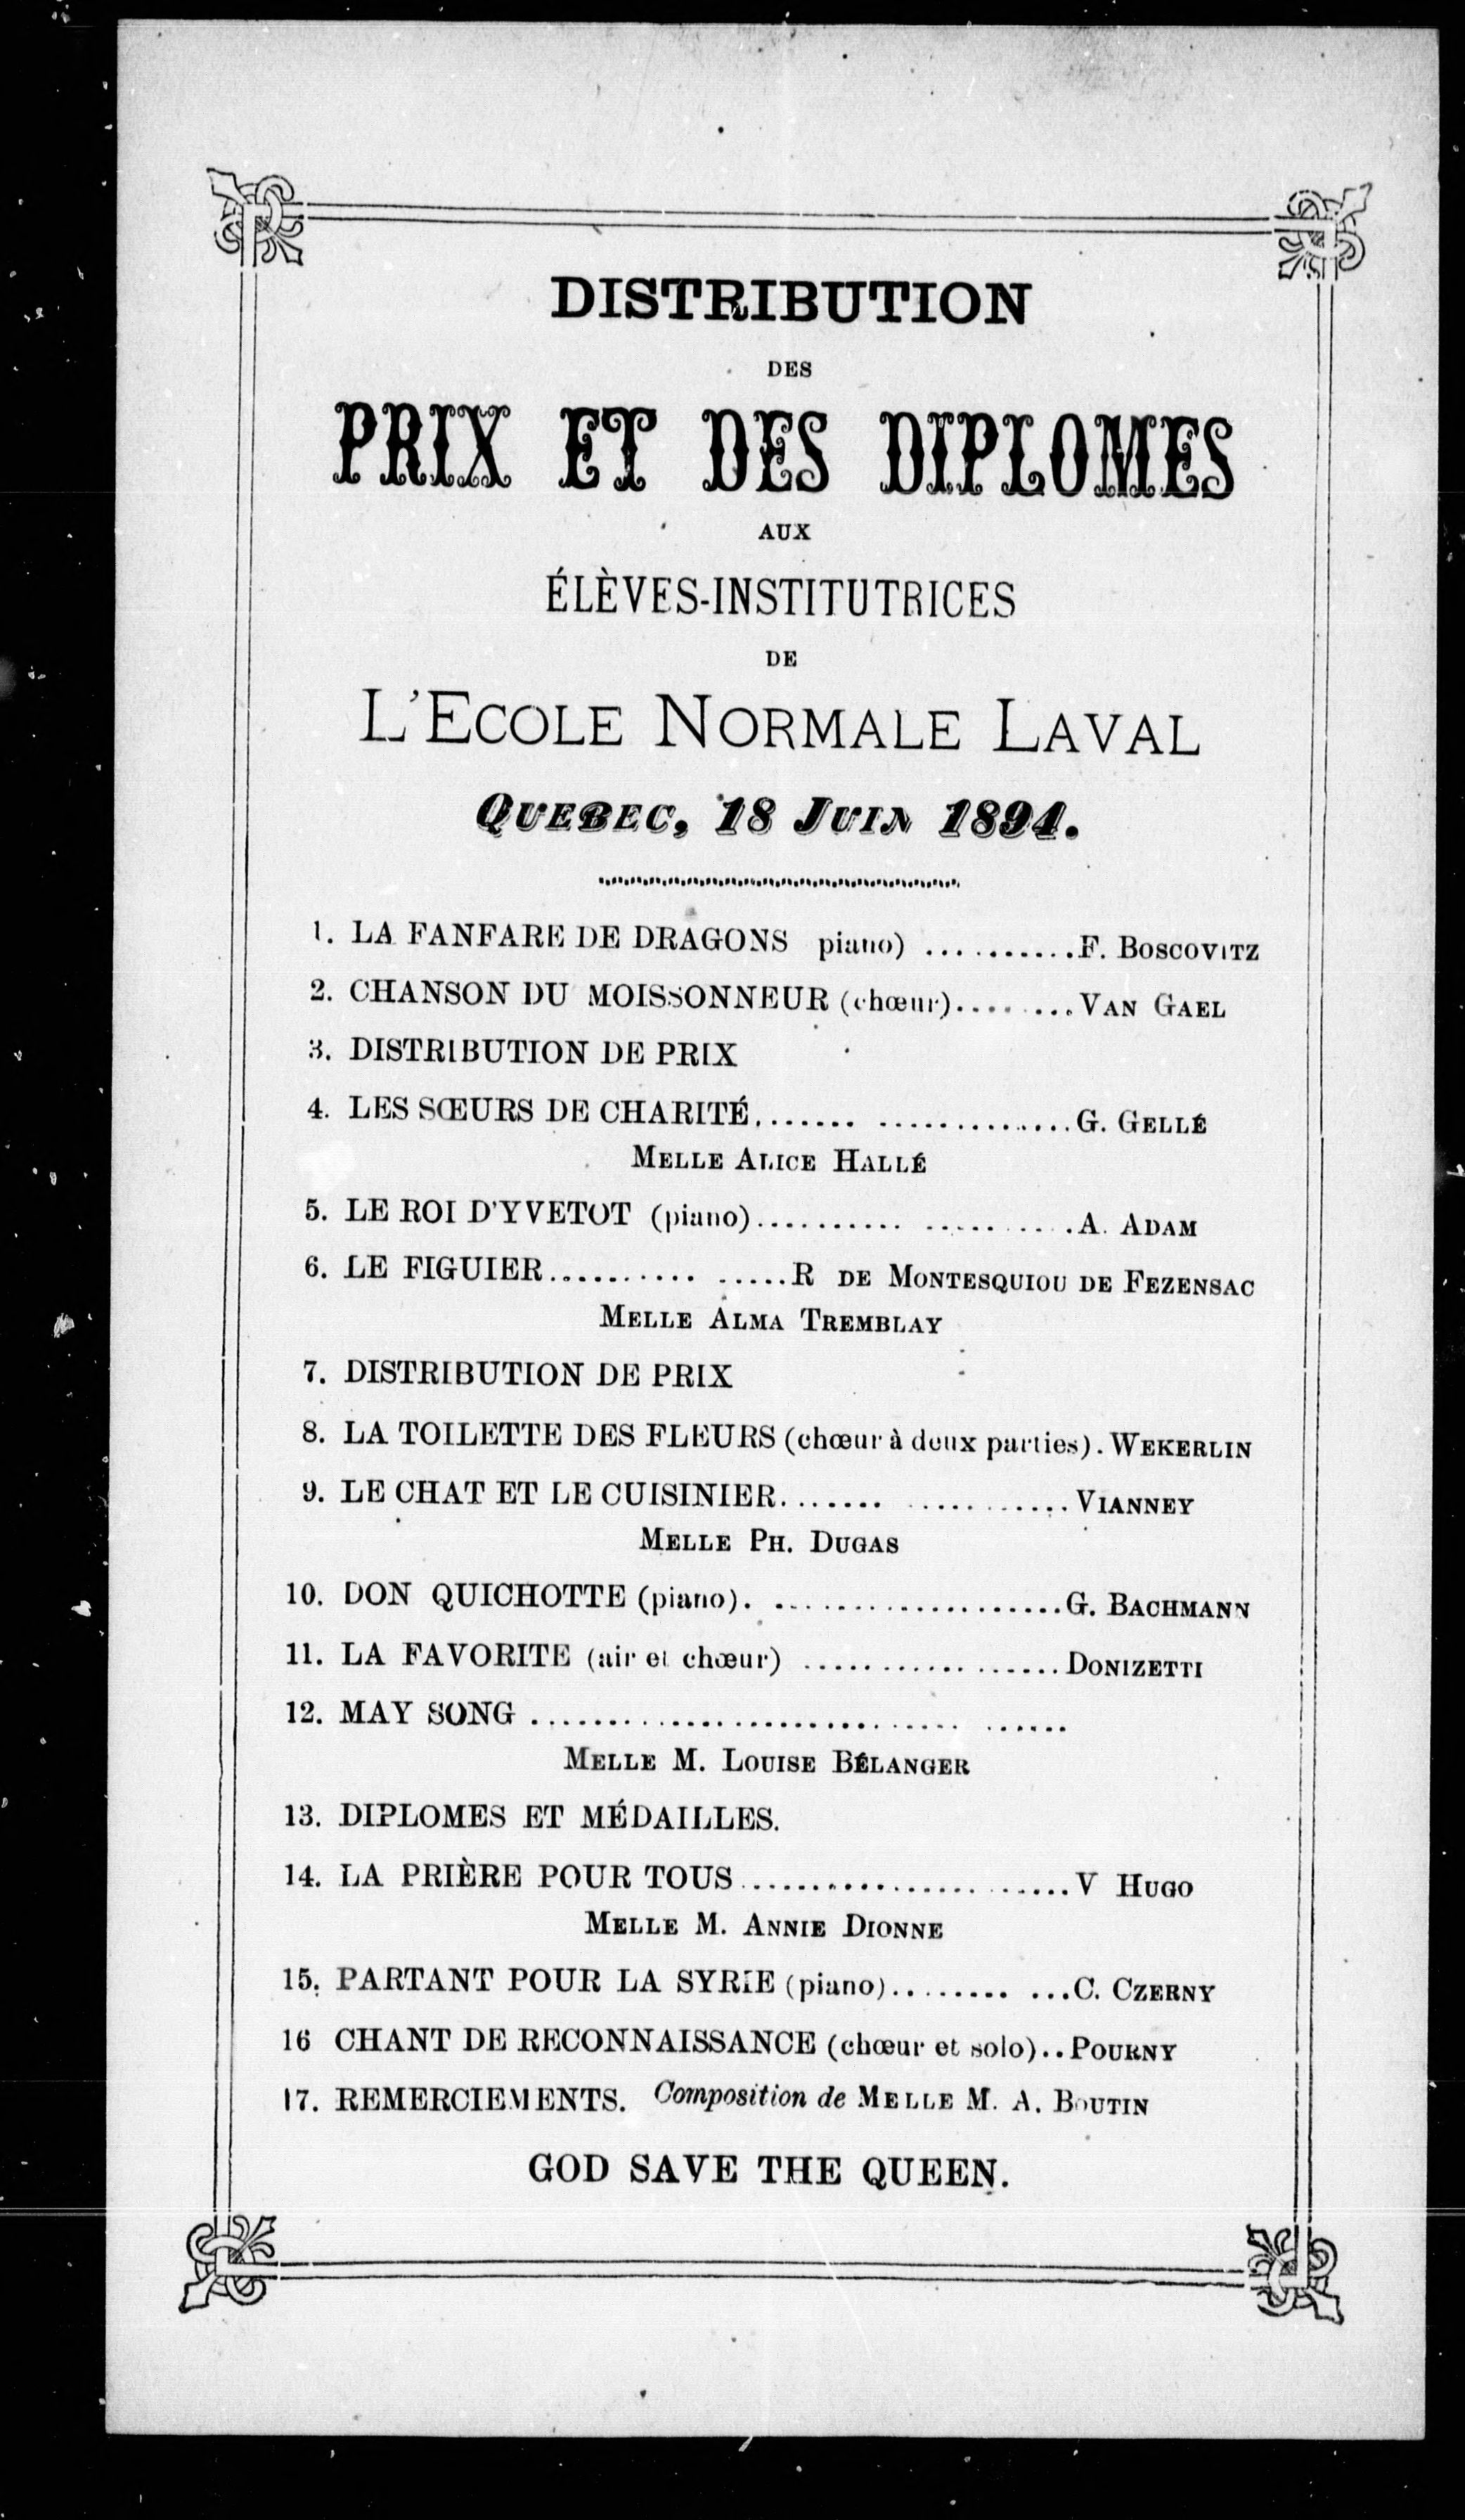 DISTRIBUTION
DES
PRIX ET DES DIPLOMES
AUX
ÉLÈVES-INSTITUTRICES
DE
L'ECOLE NORMALE LAVAL
QUEBEC, 18 JUIN 1894.
1. LA FANFARE DE DRAGONS piano) ...........F. BOSCOVITZ
2. CHANSON DU MOISSONNEUR (chœur)........VAN GAEL
3. DISTRIBUTION DE PRIX
4. LES SŒURS DE CHARITÉ....... .............G. GELLÉ
MELLE ALICE HALLÉ
5. LE ROI D'YVETOT (piano).......... ..........A. ADAM
6. LE FIGUIER.......... .....R DE MONTESQUIOU DE FEZENSAC
MELLE ALMA TREMBLAY
7. DISTRIBUTION DE PRIX
8. LA TOILETTE DES FLEURS (chœur à deux parties). WEKERLIN
9. LE CHAT ET LE CUISINIER....... ...........VIANNEY
MELLE PH. DUGAS
10. DON QUICHOTTE (piano). ...................G. BACHMANN
11. LA FAVORITE (air et chœur) .................DONIZETTI
12. MAY SONG ............................ ......
MELLE M. LOUISE BÉLANGER
13. DIPLOMES ET MÉDAILLES.
14. LA PRIÈRE POUR TOUS................ ......V HUGO
MELLE M. ANNIE DIONNE
15. PARTANT POUR LA SYRIE (piano)........ ...C. CZERNY
16 CHANT DE RECONNAISSANCE (chœur et solo)..POURNY
17. REMERCIEMENTS. Composition de MELLE M. A. BOUTIN
GOD SAVE THE QUEEN.